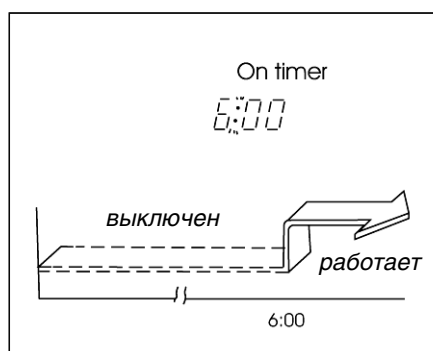 On timer
6:00
выключен
работает
6:00